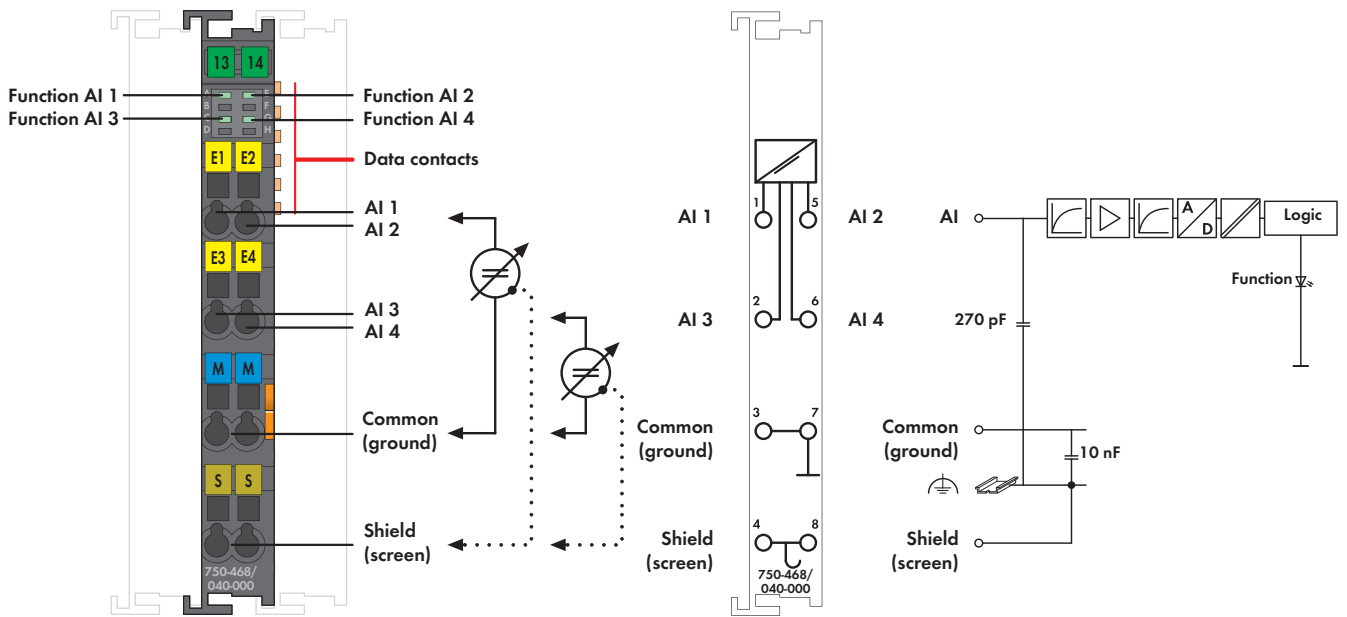 13 14
Function AI 1
Function AI 3
A
B
C
D
E
F
G
H
Function AI 2
Function AI 4
E1 E2
Data contacts
AI 1
AI 2
E3 E4
AI 3
AI 4
M M
Common
(ground)
S S
Shield
(screen)
750-468/
040-000
1 5
AI 1 AI 2
2 6
AI 3 AI 4
3 7
Common
(ground)
4 8
Shield
(screen)
750-468/
040-000
AI
A
D
Logic
Function
270 pF
Common
(ground)
10 nF
Shield
(screen)